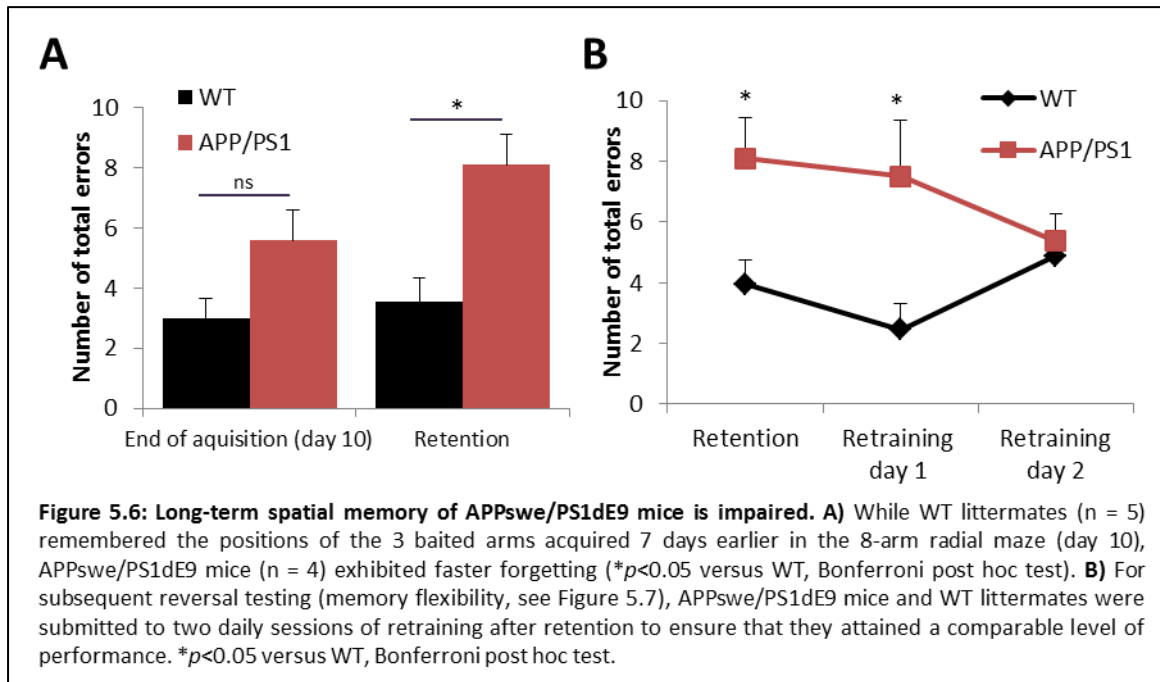 A
WT
APP/PS1
Number of total errors
10
8
6
4
2
0
ns
*
End of aquisition (day 10)
Retention
B
WT
APP/PS1
Number of total errors
10
8
6
4
2
0
*
*
Retention
Retraining
day 1
Retraining
day 2
Figure 5.6: Long-term spatial memory of APPswe/PS1dE9 mice is impaired. A) While WT littermates (n = 5)
remembered the positions of the 3 baited arms acquired 7 days earlier in the 8-arm radial maze (day 10),
APPswe/PS1dE9 mice (n = 4) exhibited faster forgetting (*p<0.05 versus WT, Bonferroni post hoc test). B) For
subsequent reversal testing (memory flexibility, see Figure 5.7), APPswe/PS1dE9 mice and WT littermates were
submitted to two daily sessions of retraining after retention to ensure that they attained a comparable level of
performance. *p<0.05 versus WT, Bonferroni post hoc test.